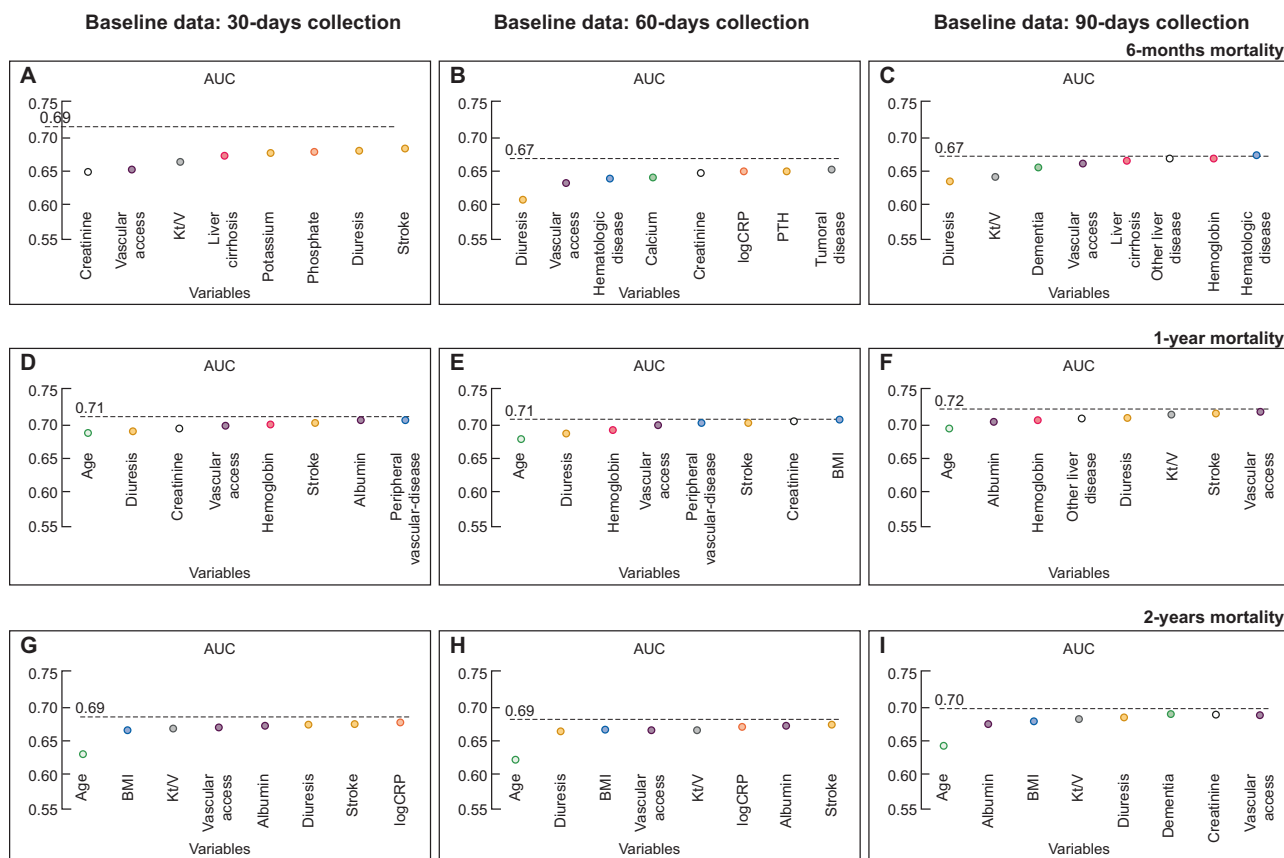 Baseline data: 30-days collection
Baseline data: 60-days collection
Baseline data: 90-days collection
6-months mortality
A
AUC
0.75
0.69
0.70
0.65
0.60
0.55
Creatinine
Vascular
access
Kt/V
Liver
cirrhosis
Potassium
Phosphate
Diuresis
Stroke
Variables
B
AUC
0.75
0.70
0.67
0.65
0.60
0.55
Diuresis
Vascular
access
Hematologic
disease
Calcium
Creatinine
logCRP
PTH
Tumoral
disease
Variables
C
AUC
0.75
0.70
0.67
0.65
0.60
0.55
Diuresis
Kt/V
Dementia
Vascular
access
Liver
cirrhosis
Other liver
disease
Hemoglobin
Hematologic
disease
Variables
1-year mortality
D
AUC
0.75
0.71
0.70
0.65
0.60
0.55
Age
Diuresis
Creatinine
Vascular
access
Hemoglobin
Stroke
Albumin
Peripheral
vascular-disease
Variables
E
AUC
0.75
0.71
0.70
0.65
0.60
0.55
Age
Diuresis
Hemoglobin
Vascular
access
Peripheral
vascular-disease
Stroke
Creatinine
BMI
Variables
F
AUC
0.75
0.72
0.70
0.65
0.60
0.55
Age
Albumin
Hemoglobin
Other liver
disease
Diuresis
Kt/V
Stroke
Vascular
access
Variables
2-years mortality
G
AUC
0.75
0.69
0.70
0.65
0.60
0.55
Age
BMI
Kt/V
Vascular
access
Albumin
Diuresis
Stroke
logCRP
Variables
H
AUC
0.75
0.70
0.69
0.65
0.60
0.55
Age
Diuresis
BMI
Vascular
access
Kt/V
logCRP
Albumin
Stroke
Variables
I
AUC
0.75
0.70
0.70
0.65
0.60
0.55
Age
Albumin
BMI
Kt/V
Diuresis
Dementia
Creatinine
Vascular
access
Variables